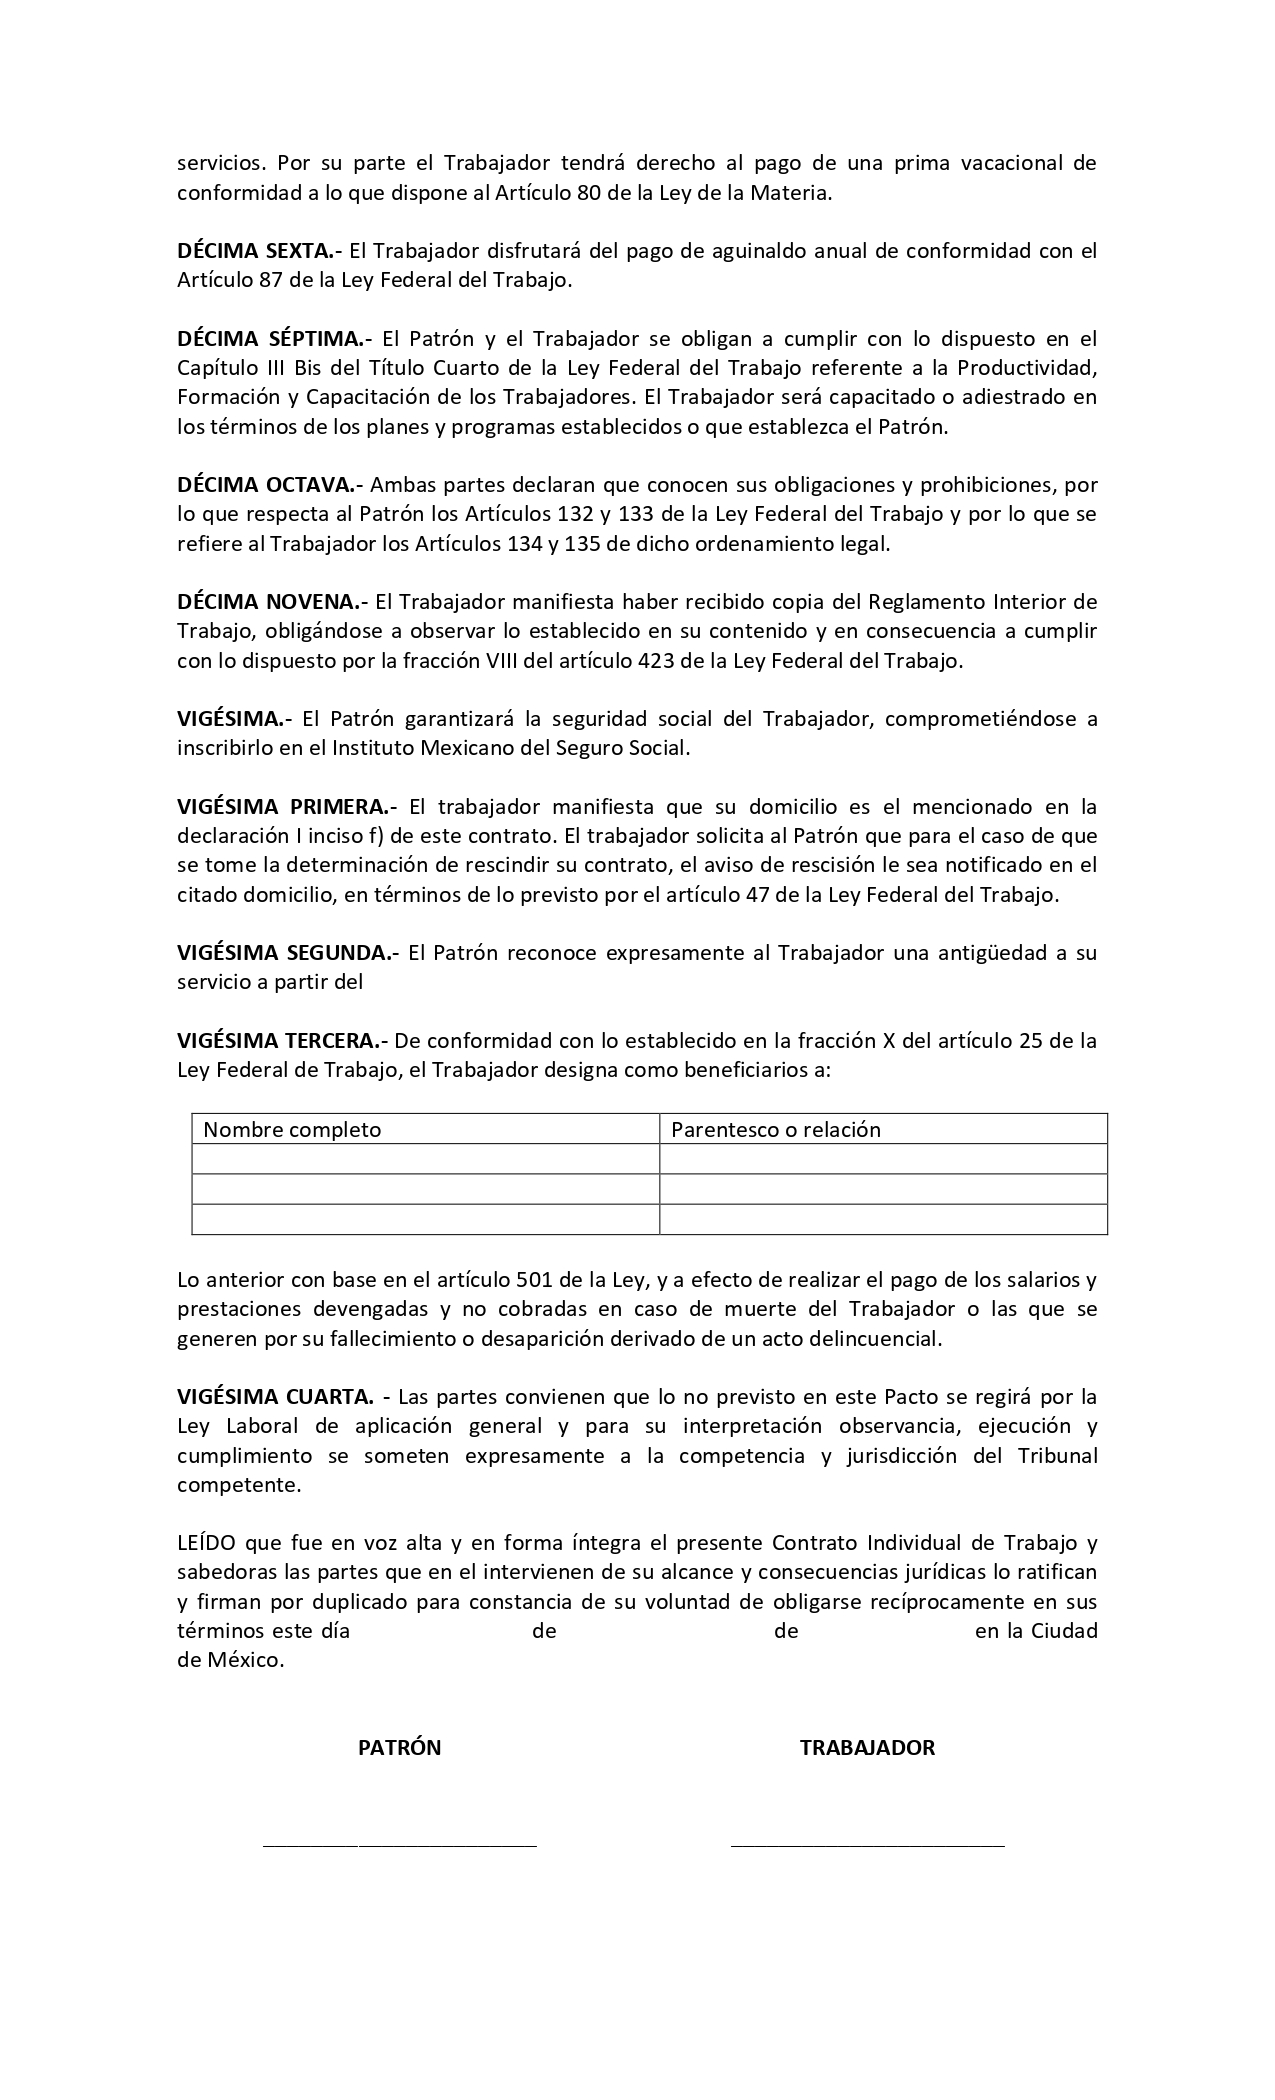 servicios. Por su parte el Trabajador tendrá derecho al pago de una prima vacacional de
conformidad a lo que dispone al Artículo 80 de la Ley de la Materia.
DÉCIMA SEXTA.- El Trabajador disfrutará del pago de aguinaldo anual de conformidad con el
Artículo 87 de la Ley Federal del Trabajo.
DÉCIMA SÉPTIMA.- El Patrón y el Trabajador se obligan a cumplir con lo dispuesto en el
Capítulo III Bis del Título Cuarto de la Ley Federal del Trabajo referente a la Productividad,
Formación y Capacitación de los Trabajadores. El Trabajador será capacitado o adiestrado en
los términos de los planes y programas establecidos o que establezca el Patrón.
DÉCIMA OCTAVA.- Ambas partes declaran que conocen sus obligaciones y prohibiciones, por
lo que respecta al Patrón los Artículos 132 y 133 de la Ley Federal del Trabajo y por lo que se
refiere al Trabajador los Artículos 134 y 135 de dicho ordenamiento legal.
DÉCIMA NOVENA.- El Trabajador manifiesta haber recibido copia del Reglamento Interior de
Trabajo, obligándose a observar lo establecido en su contenido y en consecuencia a cumplir
con lo dispuesto por la fracción VIII del artículo 423 de la Ley Federal del Trabajo.
VIGÉSIMA.- El Patrón garantizará la seguridad social del Trabajador, comprometiéndose a
inscribirlo en el Instituto Mexicano del Seguro Social.
VIGÉSIMA PRIMERA.- El trabajador manifiesta que su domicilio es el mencionado en la
declaración I inciso f) de este contrato. El trabajador solicita al Patrón que para el caso de que
se tome la determinación de rescindir su contrato, el aviso de rescisión le sea notificado en el
citado domicilio, en términos de lo previsto por el artículo 47 de la Ley Federal del Trabajo.
VIGÉSIMA SEGUNDA.- El Patrón reconoce expresamente al Trabajador una antigüedad a su
servicio a partir del
VIGÉSIMA TERCERA.- De conformidad con lo establecido en la fracción X del artículo 25 de la
Ley Federal de Trabajo, el Trabajador designa como beneficiarios a:
Nombre completo Parentesco o relación
Lo anterior con base en el artículo 501 de la Ley, y a efecto de realizar el pago de los salarios y
prestaciones devengadas y no cobradas en caso de muerte del Trabajador o las que se
generen por su fallecimiento o desaparición derivado de un acto delincuencial.
VIGÉSIMA CUARTA. - Las partes convienen que lo no previsto en este Pacto se regirá por la
Ley Laboral de aplicación general y para su interpretación observancia, ejecución y
cumplimiento se someten expresamente a la competencia y jurisdicción del Tribunal
competente.
LEÍDO que fue en voz alta y en forma íntegra el presente Contrato Individual de Trabajo y
sabedoras las partes que en el intervienen de su alcance y consecuencias jurídicas lo ratifican
y firman por duplicado para constancia de su voluntad de obligarse recíprocamente en sus
términos este día de de en la Ciudad
de México.
PATRÓN TRABAJADOR